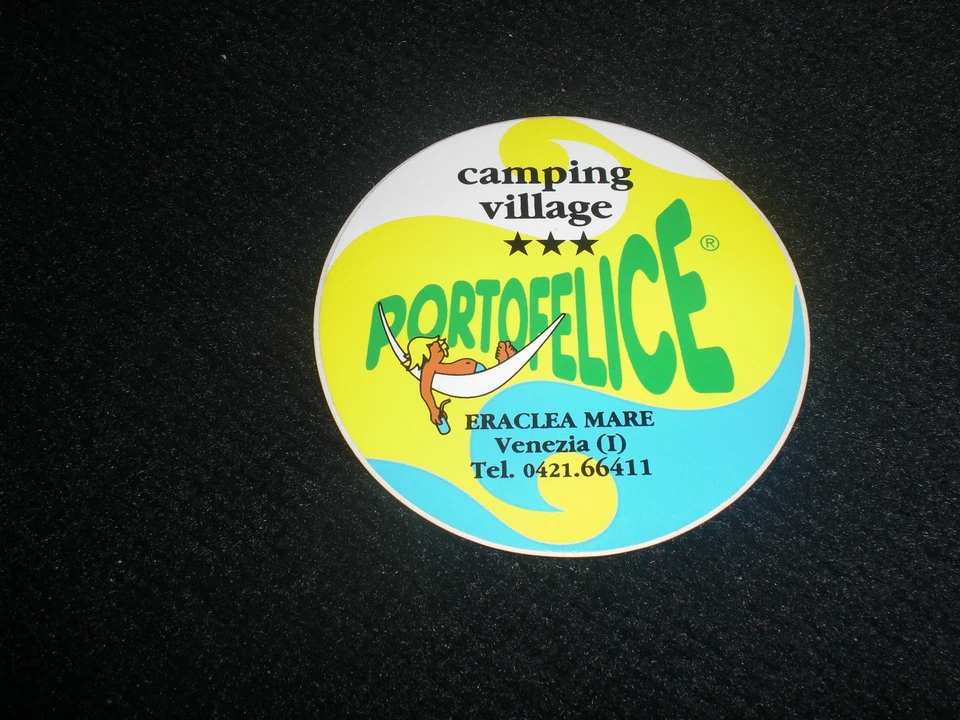 camping
village
★★★
PORTOFELICE®
ERACLEA MARE
Venezia (I)
Tel. 0421.66411